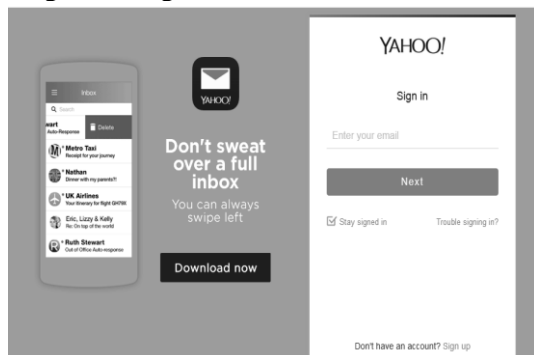 Inbox
Search
wart
Auto-Response
Delete
Metro Taxi
Receipt for your journey
Nathan
Dinner with my parents?!
UK Airlines
Your itinerary for flight
Eric, Lizzy & Kelly
Re: On top of the world
Ruth Stewart
Out of Office Auto-response
YAHOO!
Don't sweat
over a full
inbox
You can always
swipe left
Download now
YAHOO!
Sign in
Enter your email
Next
Stay signed in
Trouble signing in?
Don't have an account? Sign up